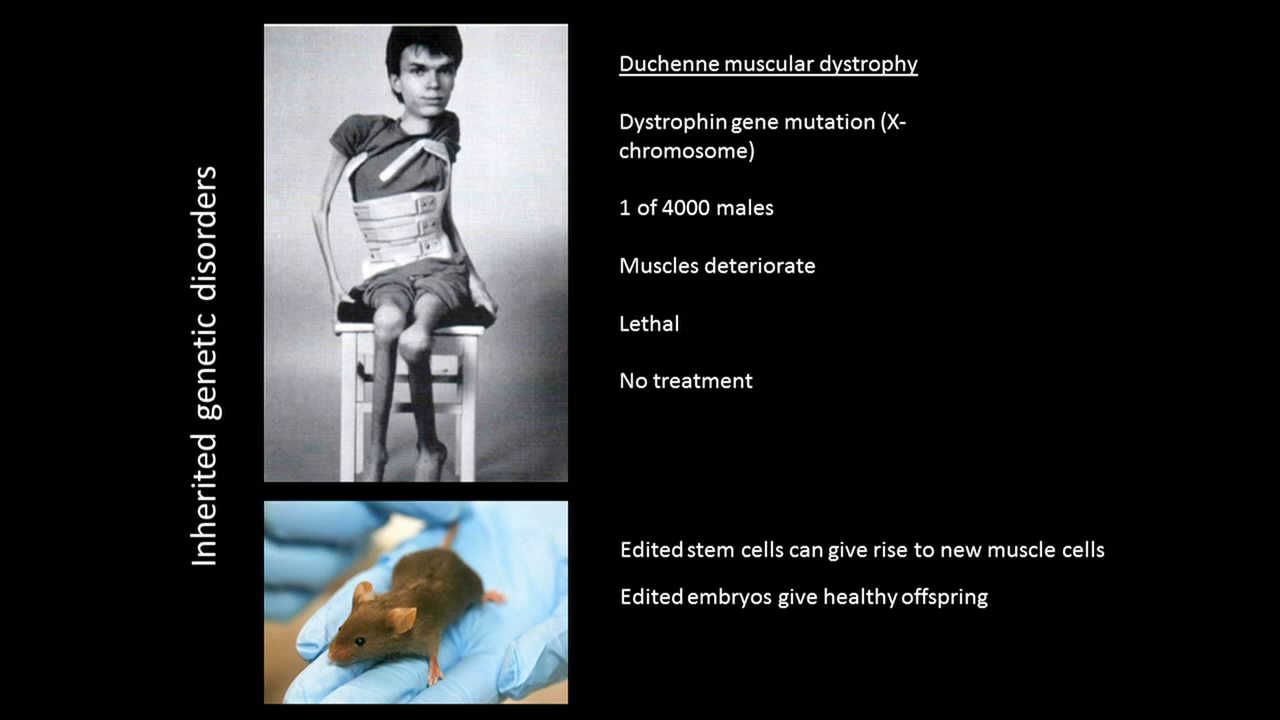 Inherited genetic disorders
Duchenne muscular dystrophy
Dystrophin gene mutation (X-
chromosome)
1 of 4000 males
Muscles deteriorate
Lethal
No treatment
Edited stem cells can give rise to new muscle cells
Edited embryos give healthy offspring